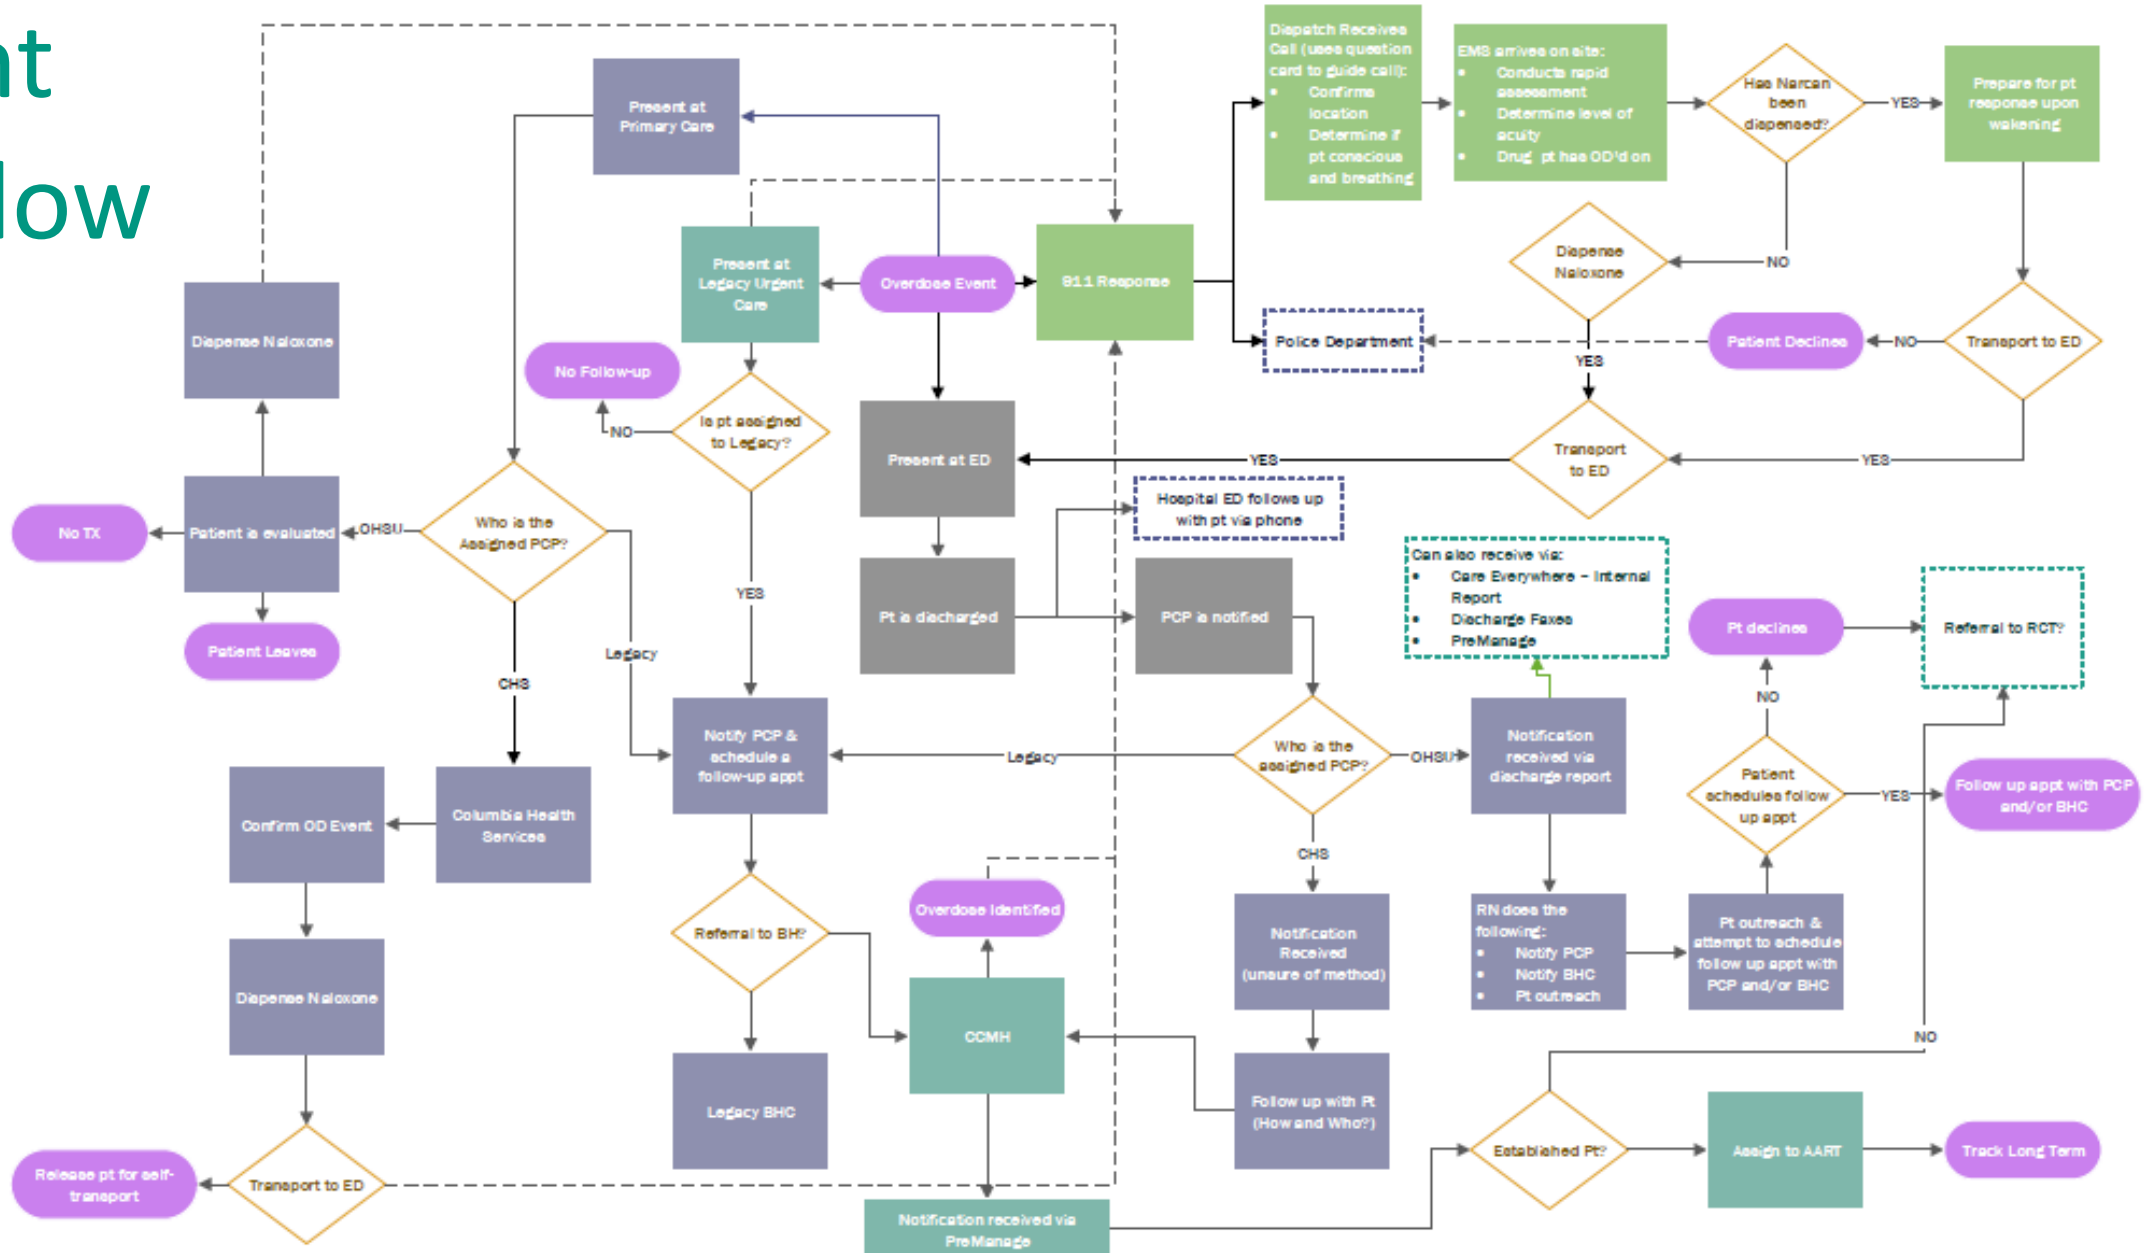 nt
low
Dispatch Receives
Call (uses question
card to guide call):
• Confirms
location
• Determine if
pt conscious
and breathing
EMS arrives on site:
• Conducts rapid
assessment
• Determine level of
acuity
• Drug pt has OD'd on
Has Narcan
been
dispensed?
YES
Prepare for pt
response upon
wakening
Present at
Primary Care
Present at
Legacy Urgent
Care
Overdose Event
911 Response
Dispense
Naloxone
NO
Dispense Naloxone
Police Department
Patient Declines
NO
Transport to ED
YES
No Follow-up
NO
Is pt assigned
to Legacy?
Present at ED
YES
Transport
to ED
YES
Hospital ED follows up
with pt via phone
No TX
Patient is evaluated
OHSU
Who is the
Assigned PCP?
Can also receive via:
• Care Everywhere – Internal
Report
• Discharge Faxes
• PreManage
YES
Pt is discharged
PCP is notified
Pt declines
Referral to RCT?
Patient Leaves
Legacy
CHS
NO
Notify PCP &
schedule a
follow-up appt
Legacy
Who is the
assigned PCP?
OHSU
Notification
received via
discharge report
Patient
schedules follow
up appt
YES
Follow up appt with PCP
and/or BHC
Confirm OD Event
Columbia Health
Services
CHS
Overdose Identified
Referral to BH?
Notification
Received
(unsure of method)
RN does the
following:
• Notify PCP
• Notify BHC
• Pt outreach
Pt outreach &
attempt to schedule
follow up appt with
PCP and/or BHC
Dispense Naloxone
CCMH
NO
Legacy BHC
Follow up with Pt
(How and Who?)
Established Pt?
Assign to AART
Track Long Term
Release pt for self-
transport
Transport to ED
Notification received via
PreManage